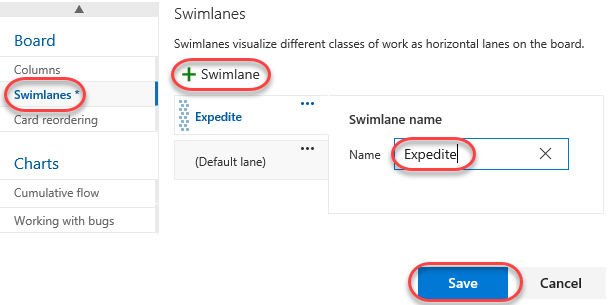 Board
Columns
Swimlanes *
Card reordering
Charts
Cumulative flow
Working with bugs
Swimlanes
Swimlanes visualize different classes of work as horizontal lanes on the board.
+ Swimlane
Expedite
(Default lane)
Swimlane name
Name Expedite
Save Cancel